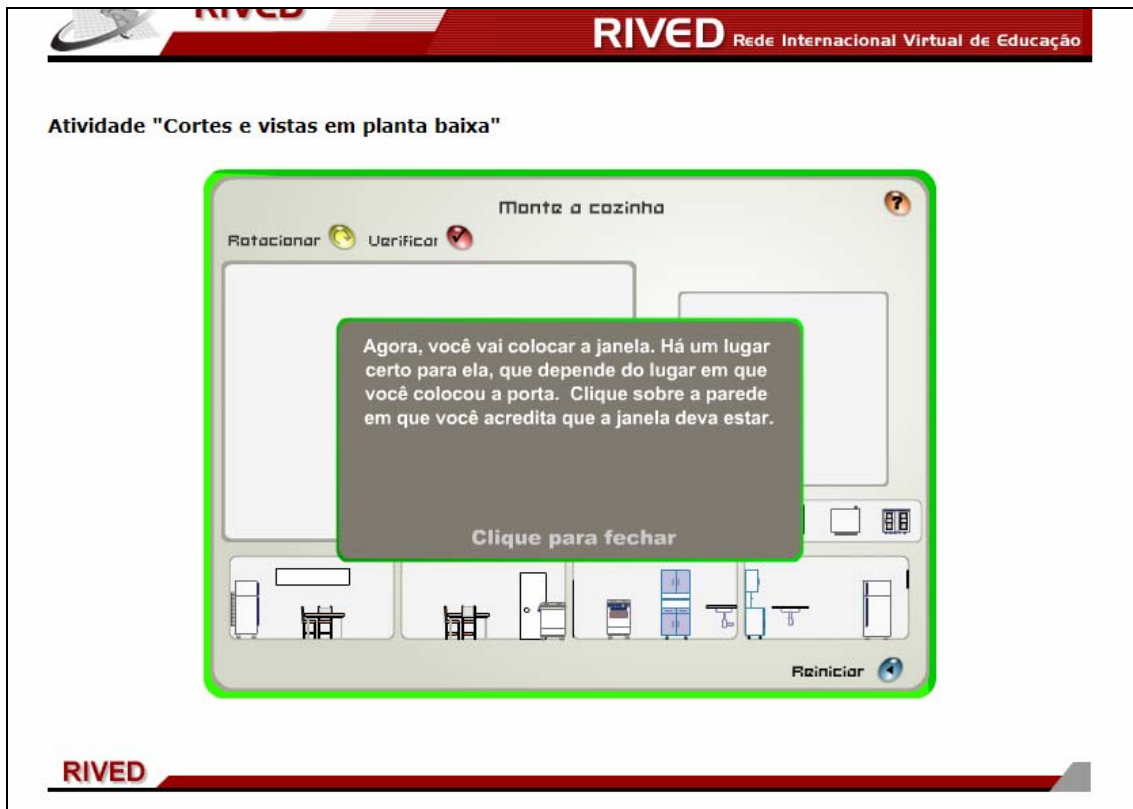 RIVED
RIVED Rede Internacional Virtual de Educação
Atividade "Cortes e vistas em planta baixa"
Monte a cozinha
?
Rotacionar Verificar
Agora, você vai colocar a janela. Há um lugar
certo para ela, que depende do lugar em que
você colocou a porta. Clique sobre a parede
em que você acredita que a janela deva estar.
Clique para fechar
Reiniciar
RIVED